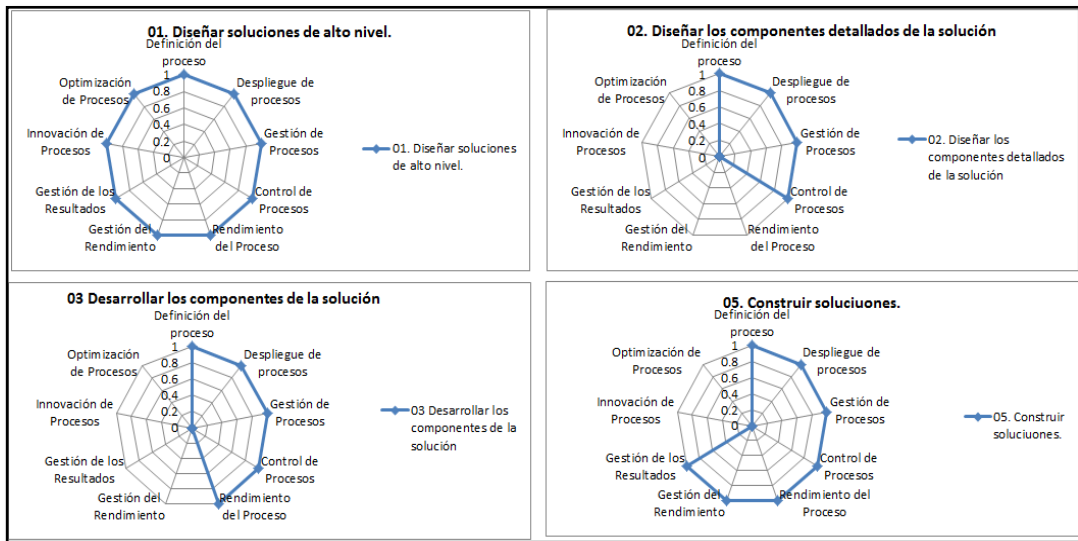 01. Diseñar soluciones de alto nivel.
Definición del
proceso
Despliegue de
procesos
Gestión de
Procesos
Control de
Procesos
Rendimiento
del Proceso
Gestión del
Rendimiento
Gestión de los
Resultados
Innovación de
Procesos
Optimización
de Procesos
1
0.8
0.6
0.4
0.2
0
01. Diseñar soluciones
de alto nivel.
02. Diseñar los componentes detallados de la solución
Definición del
proceso
Despliegue de
procesos
Gestión de
Procesos
Control de
Procesos
Rendimiento
del Proceso
Gestión del
Rendimiento
Gestión de los
Resultados
Innovación de
Procesos
Optimización
de Procesos
1
0.8
0.6
0.4
0.2
0
02. Diseñar los
componentes detallados
de la solución
03 Desarrollar los componentes de la solución
Definición del
proceso
Despliegue de
procesos
Gestión de
Procesos
Control de
Procesos
Rendimiento
del Proceso
Gestión del
Rendimiento
Gestión de los
Resultados
Innovación de
Procesos
Optimización
de Procesos
1
0.8
0.6
0.4
0.2
0
03 Desarrollar los
componentes de la
solución
05. Construir soluciuones.
Definición del
proceso
Despliegue de
procesos
Gestión de
Procesos
Control de
Procesos
Rendimiento del
Proceso
Gestión del
Rendimiento
Gestión de los
Resultados
Innovación de
Procesos
Optimización de
Procesos
1
0.8
0.6
0.4
0.2
0
05. Construir
soluciuones.